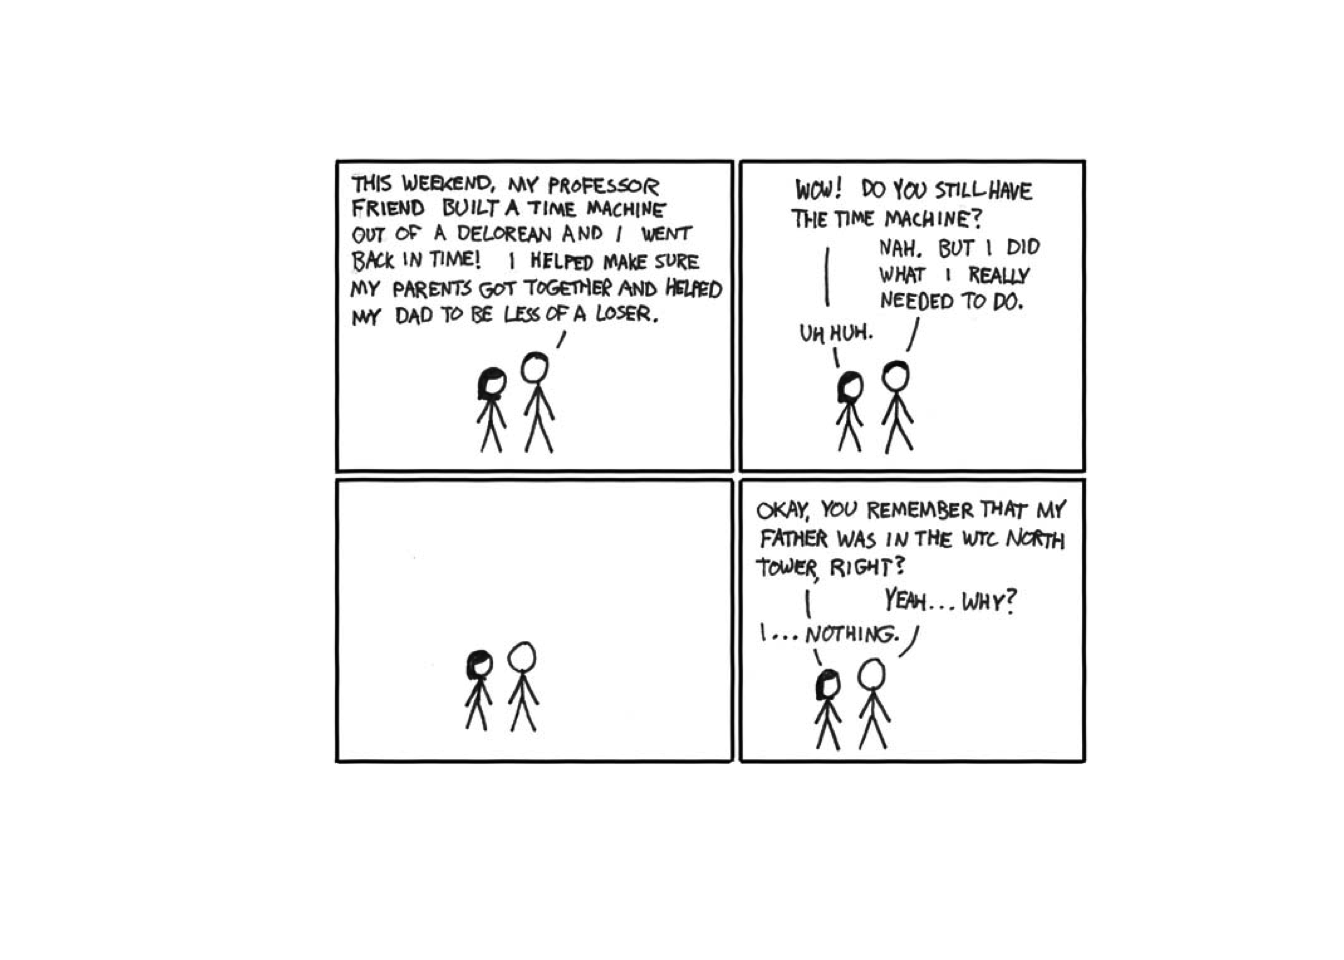 THIS WEEKEND, MY PROFESSOR
FRIEND BUILT A TIME MACHINE
OUT OF A DELOREAN AND I WENT
BACK IN TIME! I HELPED MAKE SURE
MY PARENTS GOT TOGETHER AND HELPED
MY DAD TO BE LESS OF A LOSER.
WOW! DO YOU STILL HAVE
THE TIME MACHINE?
NAH. BUT I DID
WHAT I REALLY
NEEDED TO DO.
UH HUH.
OKAY, YOU REMEMBER THAT MY
FATHER WAS IN THE WTC NORTH
TOWER, RIGHT?
YEAH... WHY?
I... NOTHING.